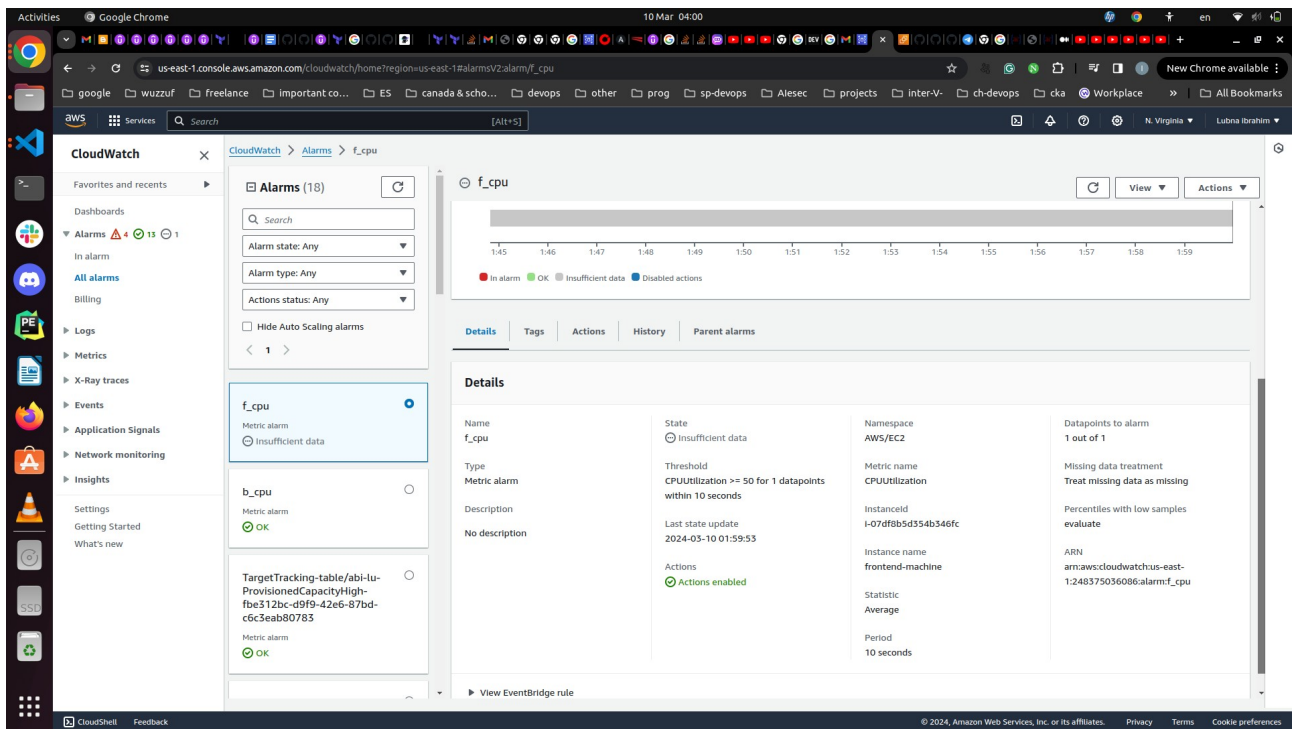 Activities
Google Chrome
10 Mar 04:00
en
us-east-1.console.aws.amazon.com/cloudwatch/home?region=us-east-1#alarmsV2:alarm/f_cpu
New Chrome available
google
wuzzuf
freelance
important co...
ES
canada & scho...
devops
other
prog
sp-devops
AIesec
projects
inter-V-
ch-devops
cka
Workplace
»
All Bookmarks
aws
Services
Search
[Alt+S]
N. Virginia ▼
Lubna ibrahim ▼
CloudWatch
Favorites and recents
Dashboards
Alarms 4 13 1
In alarm
All alarms
Billing
Logs
Metrics
X-Ray traces
Events
Application Signals
Network monitoring
Insights
Settings
Getting Started
What's new
CloudWatch > Alarms > f_cpu
Alarms (18)
Search
Alarm state: Any
Alarm type: Any
Actions status: Any
Hide Auto Scaling alarms
< 1 >
f_cpu
Metric alarm
Insufficient data
b_cpu
Metric alarm
OK
TargetTracking-table/abi-lu-
ProvisionedCapacityHigh-
fbe312bc-d9f9-42e6-87bd-
c6c3eab80783
Metric alarm
OK
f_cpu
View ▼
Actions ▼
1:45 1:46 1:47 1:48 1:49 1:50 1:51 1:52 1:53 1:54 1:55 1:56 1:57 1:58 1:59
In alarm OK Insufficient data Disabled actions
Details
Tags
Actions
History
Parent alarms
Details
Name
f_cpu
Type
Metric alarm
Description
No description
State
Insufficient data
Threshold
CPUUtilization >= 50 for 1 datapoints
within 10 seconds
Last state update
2024-03-10 01:59:53
Actions
Actions enabled
Namespace
AWS/EC2
Metric name
CPUUtilization
InstanceId
i-07df8b5d354b346fc
Instance name
frontend-machine
Statistic
Average
Period
10 seconds
Datapoints to alarm
1 out of 1
Missing data treatment
Treat missing data as missing
Percentiles with low samples
evaluate
ARN
arn:aws:cloudwatch:us-east-
1:248375036086:alarm:f_cpu
View EventBridge rule
CloudShell
Feedback
© 2024, Amazon Web Services, Inc. or its affiliates.
Privacy
Terms
Cookie preferences